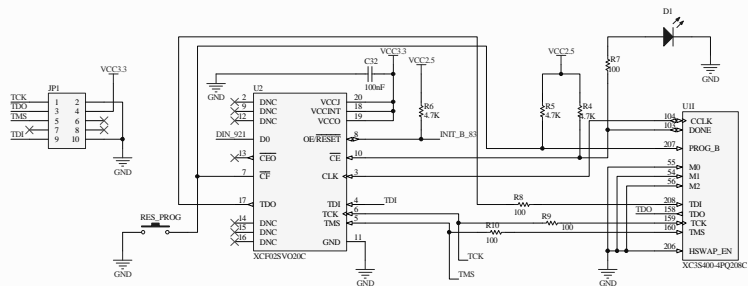 D1
VCC3.3
VCC2.5
VCC2.5
R7
100
GND
VCC3.3
C32
100nF
GND
JP1
TCK 1 2
TDO 3 4
TMS 5 6
7 8
TDI 9 10
GND
U2
2 DNC VCCJ 20
9 DNC VCCINT 18
12 DNC VCCO 19
DIN_921 D0 OE/RESET 8 INIT_B_83
13 CEO CE 10
7 CF CLK 3
17 TDO TDI 4 TDI
TCK 6
14 DNC TMS 5
15 DNC
16 DNC GND 11
XCF02SVO20C
GND
R6
4.7K
R5
4.7K
R4
4.7K
U11
104 CCLK
103 DONE
207 PROG_B
55 M0
54 M1
56 M2
208 TDI
TDO 158 TDO
159 TCK
160 TMS
206 HSWAP_EN
XC3S400-4PQ208C
R8
100
R9
100
R10
100
RES_PROG
GND
TCK
TMS
GND